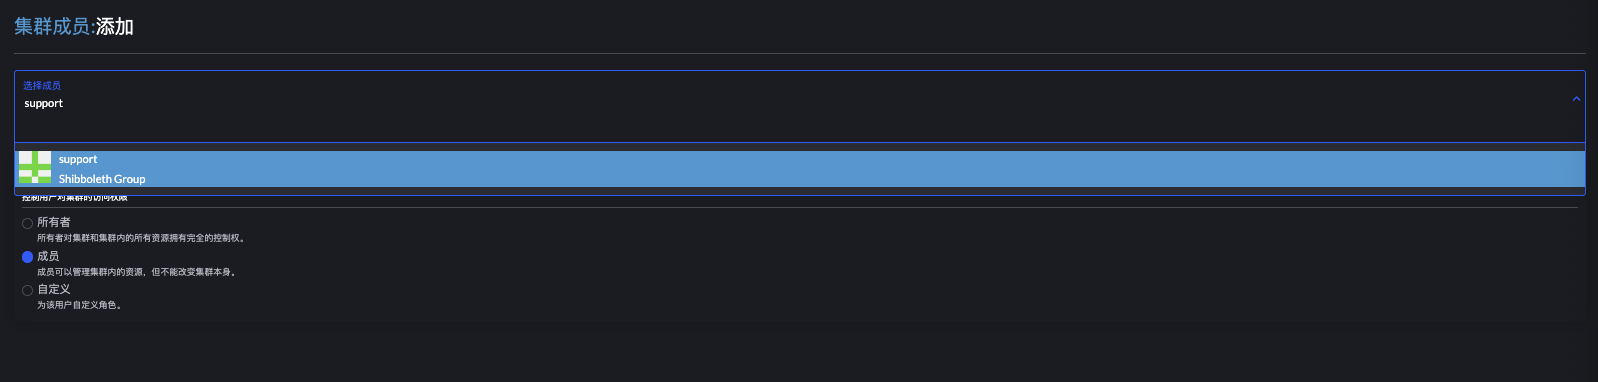 集群成员:添加
选择成员
support
support
Shibboleth Group
控制用户对集群的访问权限
所有者
所有者对集群和集群内的所有资源拥有完全的控制权。
成员
成员可以管理集群内的资源，但不能改变集群本身。
自定义
为该用户自定义角色。